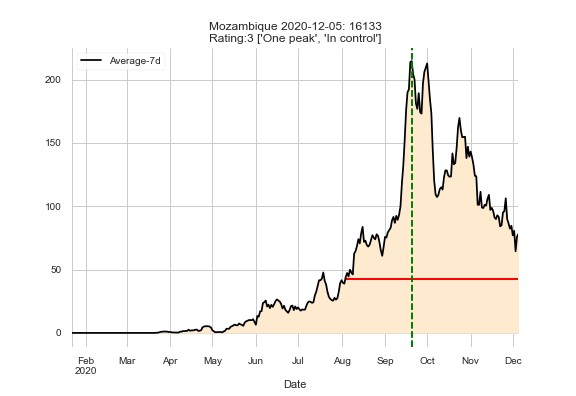 Mozambique 2020-12-05: 16133
Rating:3 ['One peak', 'In control']
Average-7d
200
150
100
50
0
Feb Mar Apr May Jun Jul Aug Sep Oct Nov Dec
2020
Date